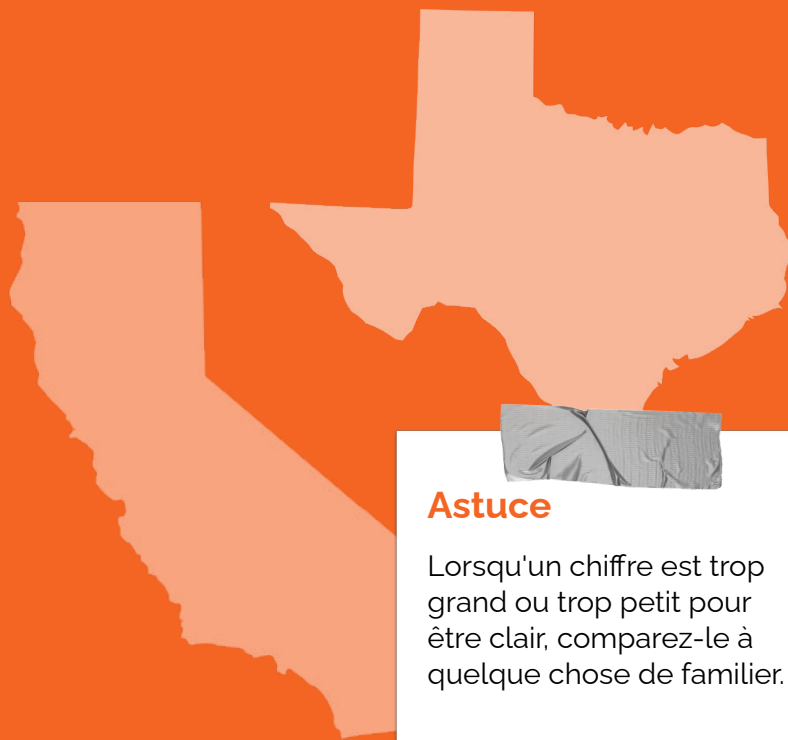 Astuce
Lorsqu'un chiffre est trop
grand ou trop petit pour
être clair, comparez-le à
quelque chose de familier.